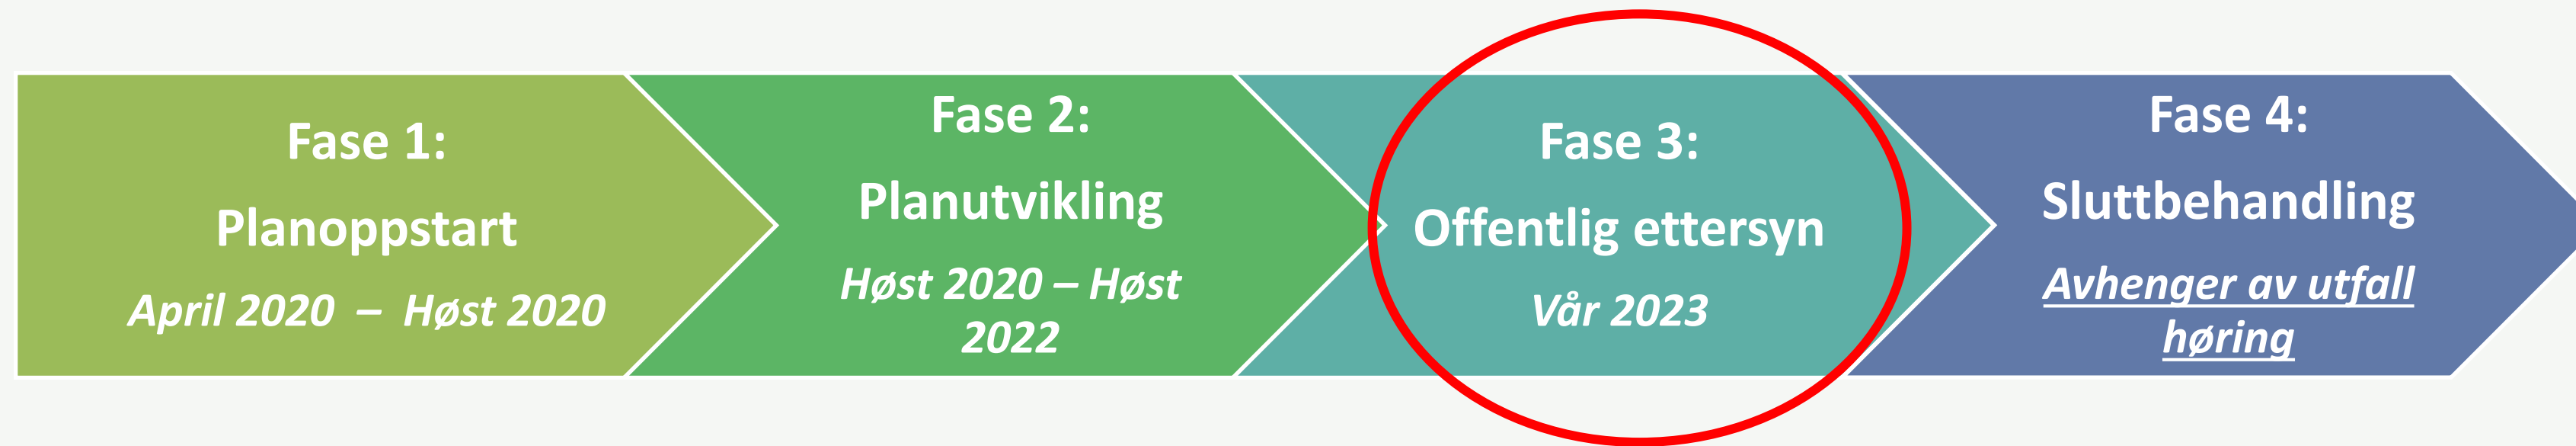 Fase 1:
Planoppstart
April 2020 – Høst 2020
Fase 2:
Planutvikling
Høst 2020 – Høst
2022
Fase 3:
Offentlig ettersyn
Vår 2023
Fase 4:
Sluttbehandling
Avhenger av utfall
høring